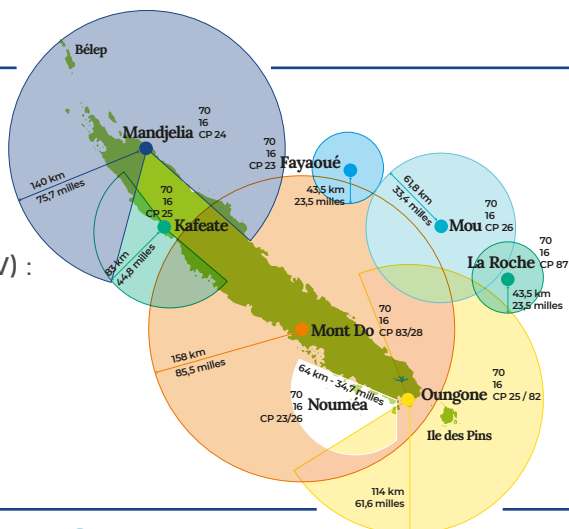 Bélep
Mandjelia
70
16
CP 24
140 km
75,7 milles
70
16
CP 23
Fayaoué
43,5 km
23,5 milles
61,8 km
33,4 milles
70
16
CP 26
Mou
70
16
CP 25
Kafeate
83 km
44,8 milles
V) :
La Roche
70
16
CP 87
43,5 km
23,5 milles
70
16
CP 83/28
Mont Do
158 km
85,5 milles
64 km - 34,7 milles
70
16
CP 23/26
Nouméa
Oungone
70
16
CP 25 / 82
Ile des Pins
114 km
61,6 milles